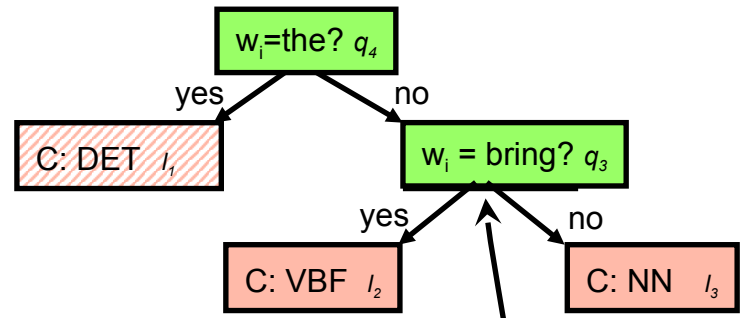 wᵢ=the? q₄
yes no
C: DET l₁
wᵢ = bring? q₃
yes no
C: VBF l₂
C: NN l₃